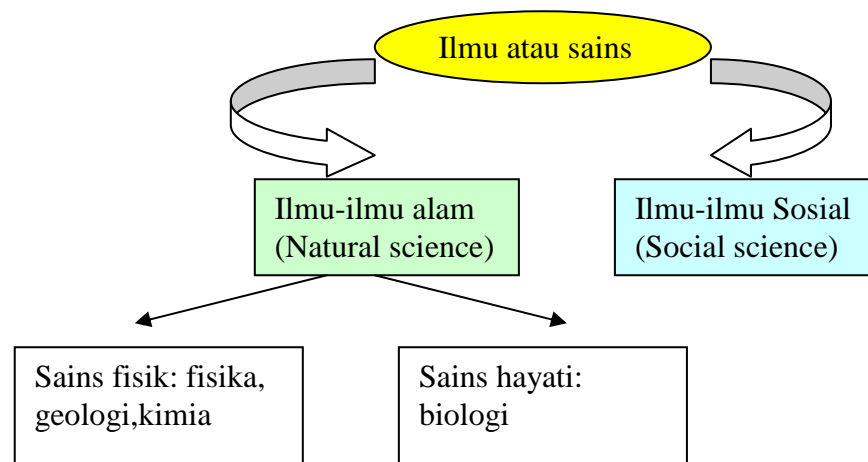 Ilmu atau sains
Ilmu-ilmu alam
(Natural science)
Ilmu-ilmu Sosial
(Social science)
Sains fisik: fisika,
geologi,kimia
Sains hayati:
biologi